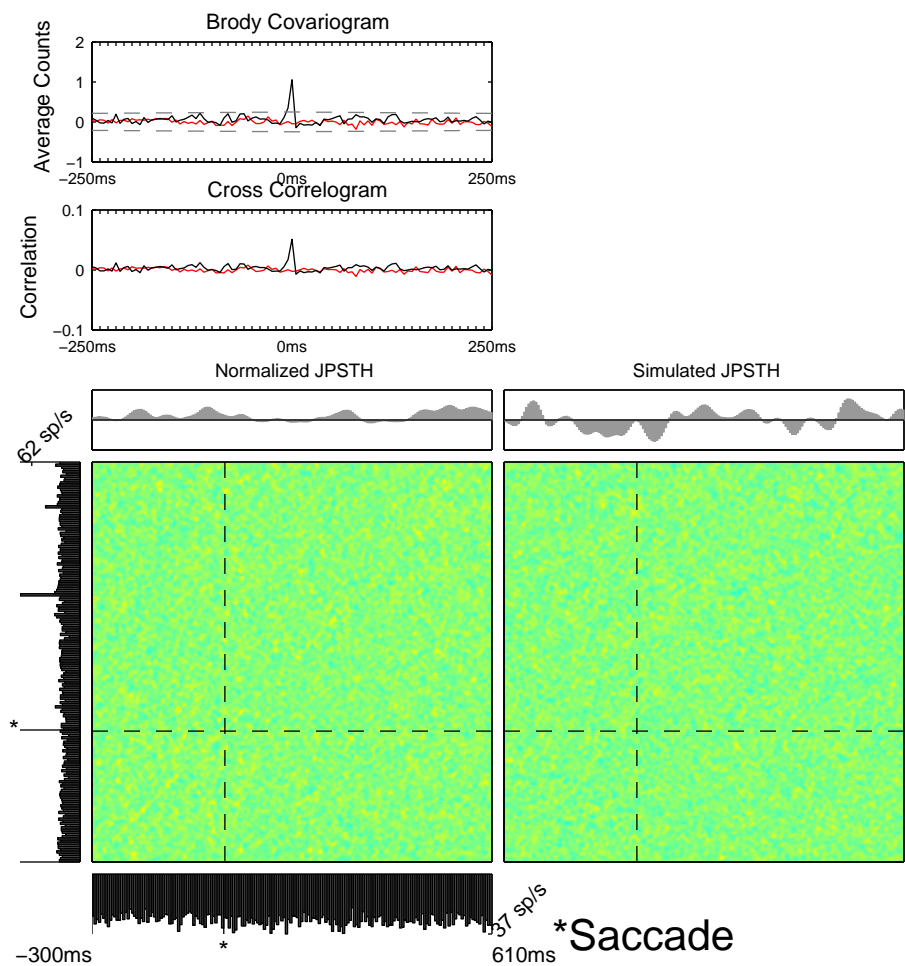 Brody Covariogram
Average Counts
2
1
0
−1
−250ms 0ms 250ms
Cross Correlogram
Correlation
0.1
0
−0.1
−250ms 0ms 250ms
Normalized JPSTH
Simulated JPSTH
62 sp/s
*
37 sp/s
*
−300ms
610ms
*Saccade